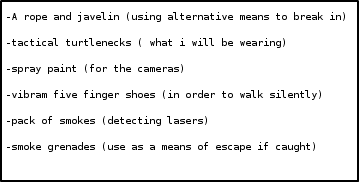 -A rope and javelin (using alternative means to break in)
-tactical turtlenecks ( what i will be wearing)
-spray paint (for the cameras)
-vibram five finger shoes (in order to walk silently)
-pack of smokes (detecting lasers)
-smoke grenades (use as a means of escape if caught)